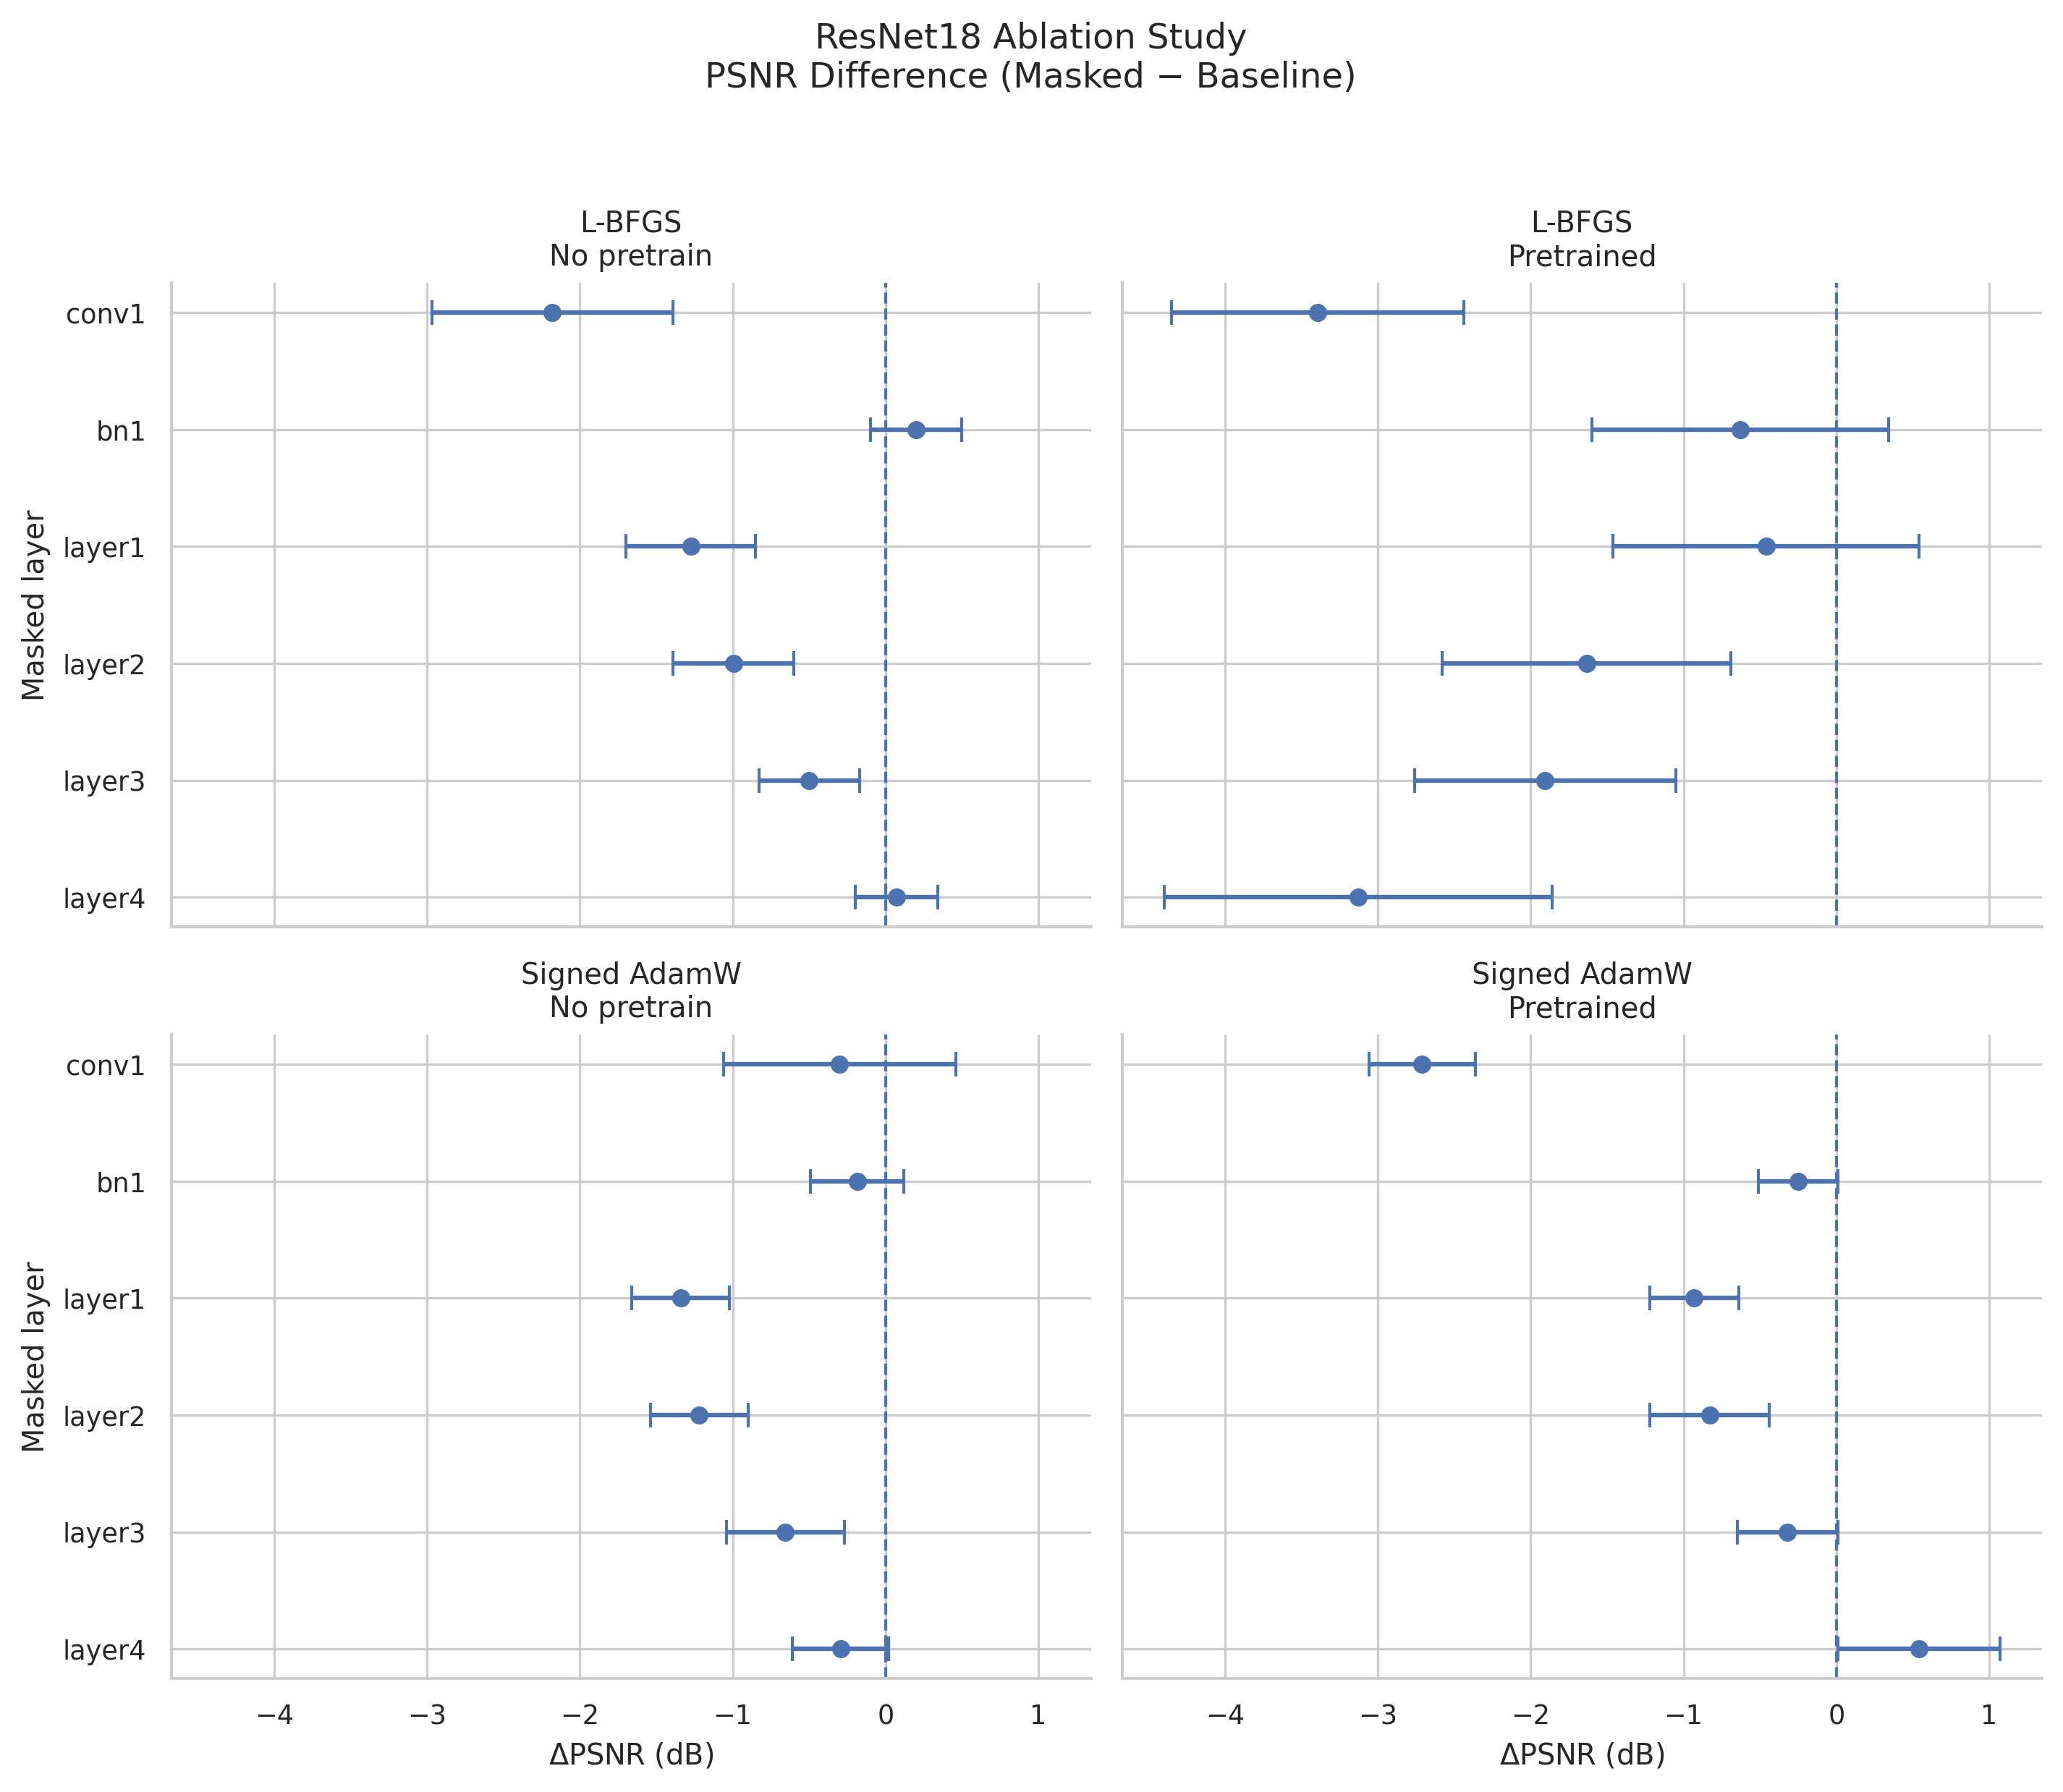 ResNet18 Ablation Study
PSNR Difference (Masked − Baseline)
L-BFGS
No pretrain
L-BFGS
Pretrained
Masked layer
conv1
bn1
layer1
layer2
layer3
layer4
Signed AdamW
No pretrain
Signed AdamW
Pretrained
Masked layer
conv1
bn1
layer1
layer2
layer3
layer4
−4 −3 −2 −1 0 1
−4 −3 −2 −1 0 1
ΔPSNR (dB)
ΔPSNR (dB)